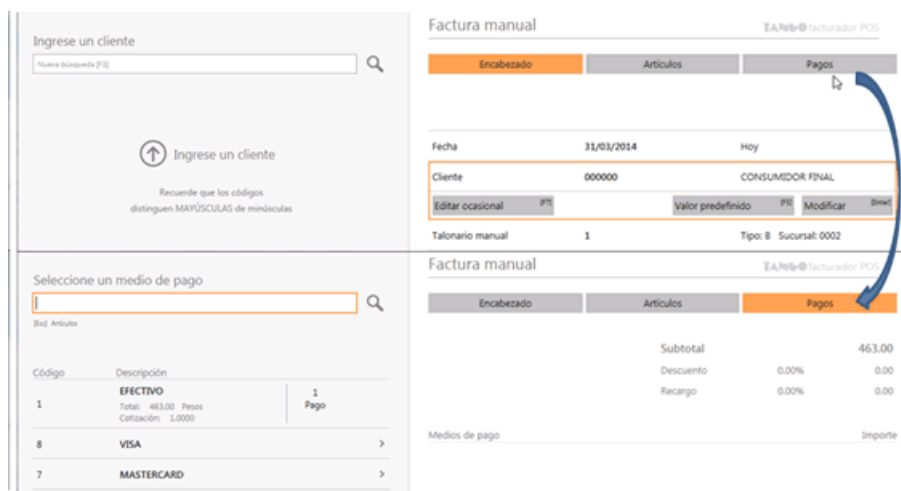 Factura manual
TANGO facturador POS
Ingrese un cliente
Nueva búsqueda [F3]
Encabezado Artículos Pagos
Ingrese un cliente
Recuerde que los códigos
distinguen MAYÚSCULAS de minúsculas
Fecha 31/03/2014 Hoy
Cliente 000000 CONSUMIDOR FINAL
Editar ocasional [F7] Valor predefinido [F5] Modificar [Enter]
Talonario manual 1 Tipo: B Sucursal: 0002
Factura manual
TANGO facturador POS
Seleccione un medio de pago
[Esc] Artículos
Encabezado Artículos Pagos
Código Descripción
1 EFECTIVO 1
Total: 463.00 Pesos Pago
Cotización: 1.0000
8 VISA >
7 MASTERCARD >
Subtotal 463.00
Descuento 0.00% 0.00
Recargo 0.00% 0.00
Medios de pago Importe